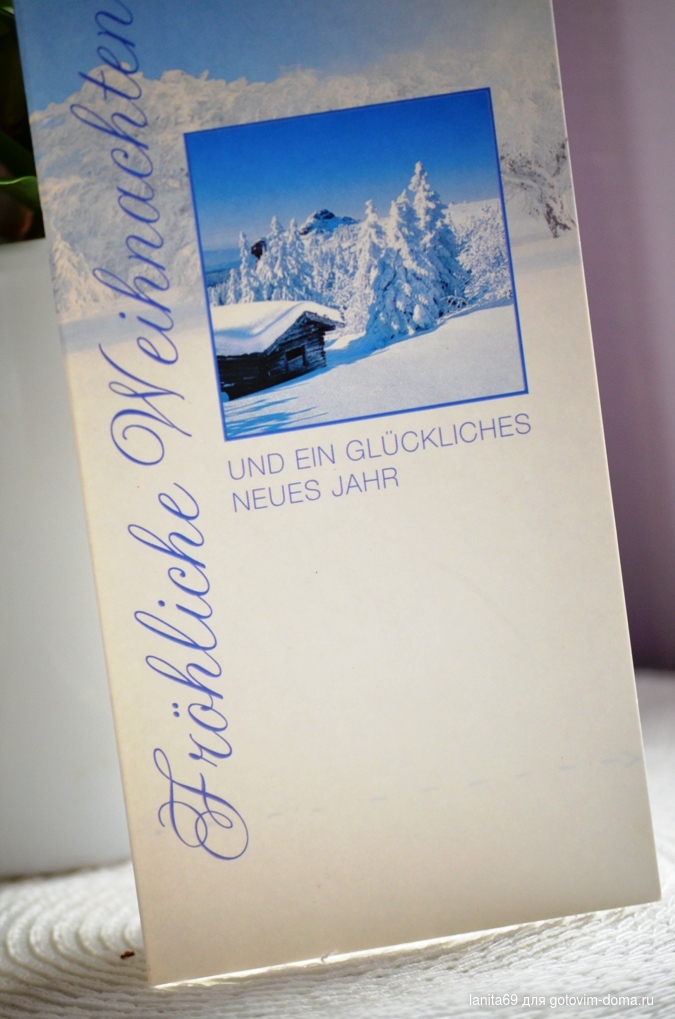 Fröhliche Weihnachten
UND EIN GLÜCKLICHES
NEUES JAHR
lanita69 для gotovim-doma.ru